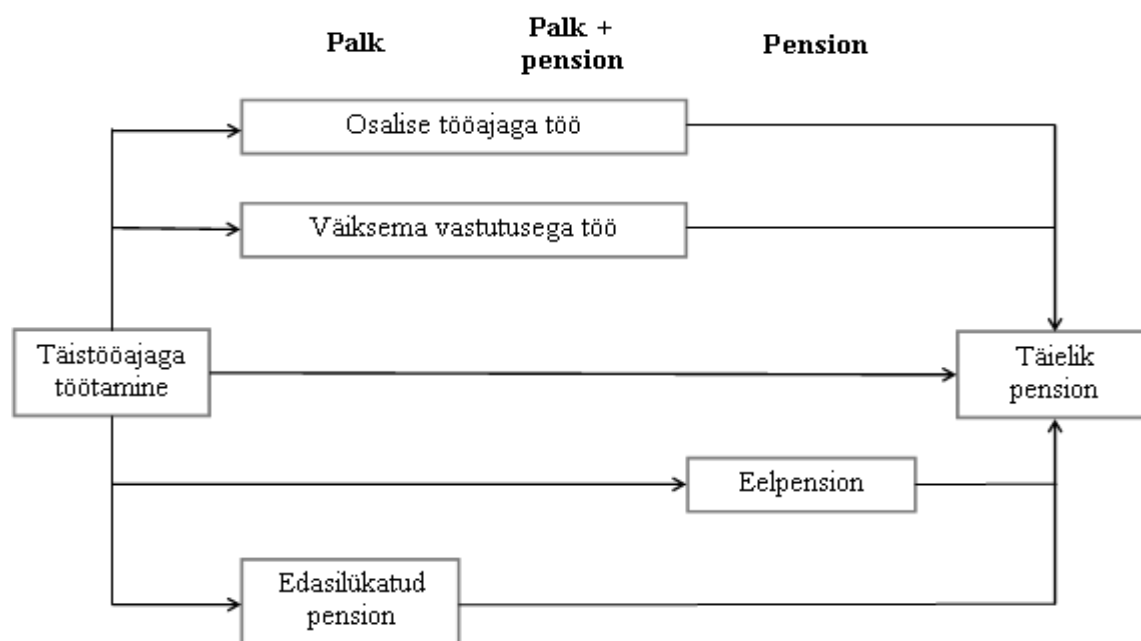 Palk
Palk +
pension
Pension
Osalise tööajaga töö
Väiksema vastutusega töö
Täistööajaga
töötamine
Täielik
pension
Eelpension
Edasilükatud
pension